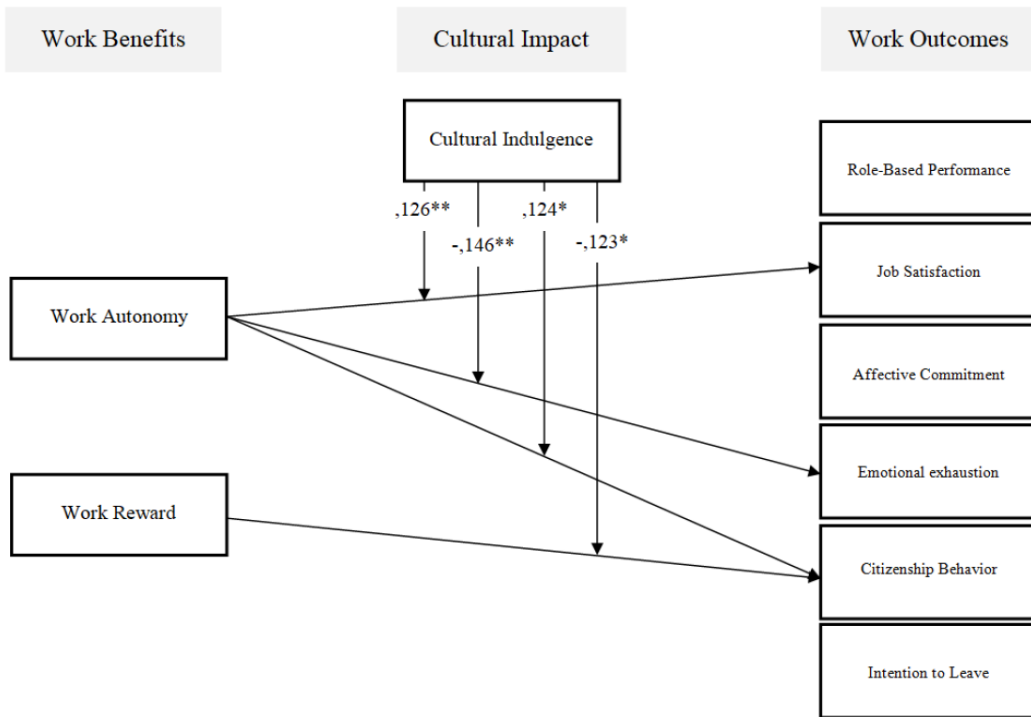 Work Benefits
Cultural Impact
Work Outcomes
Cultural Indulgence
Role-Based Performance
,126**
,124*
-,146**
-,123*
Job Satisfaction
Work Autonomy
Affective Commitment
Emotional exhaustion
Work Reward
Citizenship Behavior
Intention to Leave